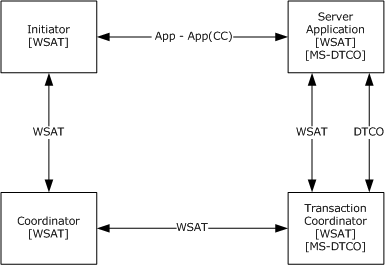 Initiator
[WSAT]
App - App(CC)
Server
Application
[WSAT]
[MS-DTCO]
WSAT
WSAT
DTCO
Coordinator
[WSAT]
WSAT
Transaction
Coordinator
[WSAT]
[MS-DTCO]